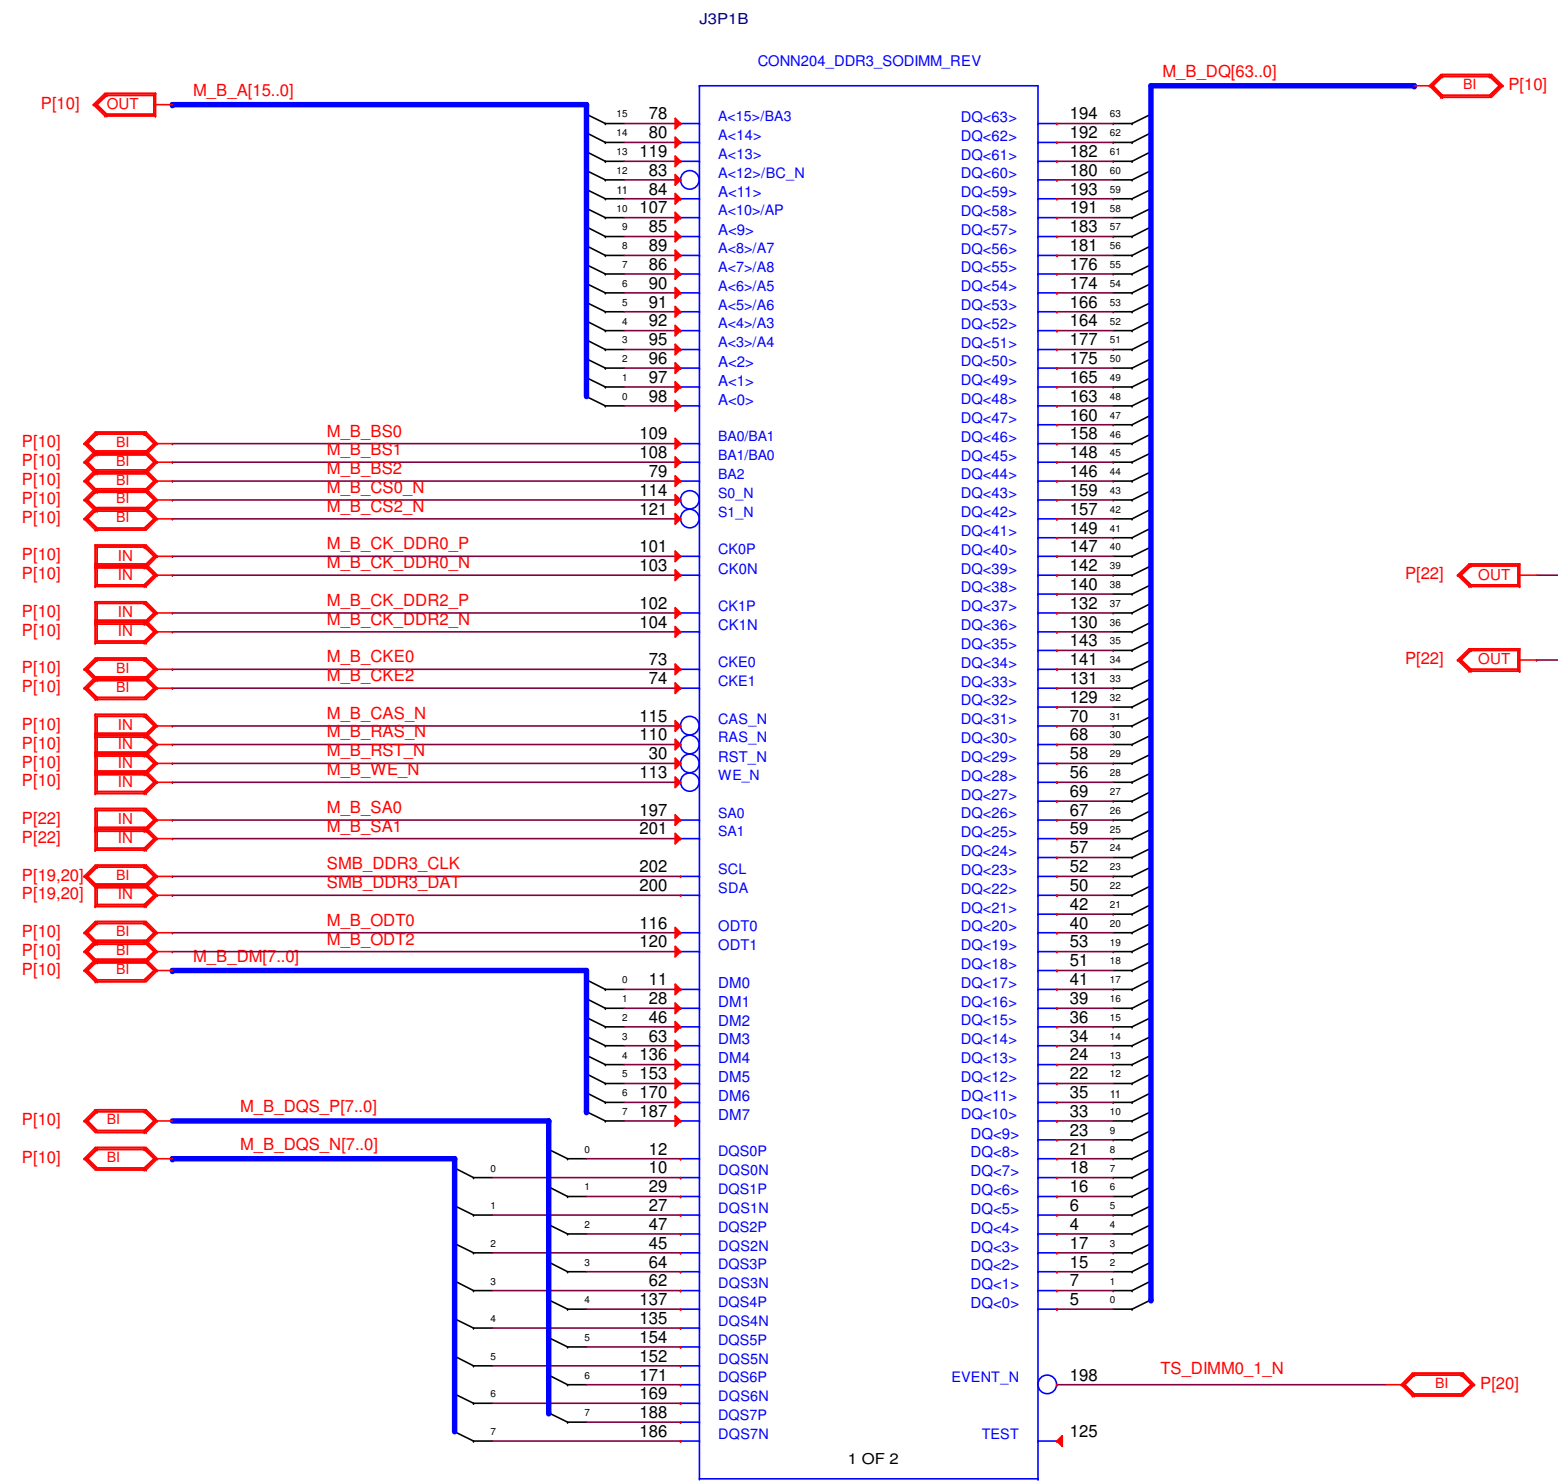 J3P1B
CONN204_DDR3_SODIMM_REV
P[10] OUT M_B_A[15..0]
M_B_DQ[63..0] BI P[10]
15 78 A<15>/BA3
14 80 A<14>
13 119 A<13>
12 83 A<12>/BC_N
11 84 A<11>
10 107 A<10>/AP
9 85 A<9>
8 89 A<8>/A7
7 86 A<7>/A8
6 90 A<6>/A5
5 91 A<5>/A6
4 92 A<4>/A3
3 95 A<3>/A4
2 96 A<2>
1 97 A<1>
0 98 A<0>
P[10] BI M_B_BS0 109 BA0/BA1
P[10] BI M_B_BS1 108 BA1/BA0
P[10] BI M_B_BS2 79 BA2
P[10] BI M_B_CS0_N 114 S0_N
P[10] BI M_B_CS2_N 121 S1_N
P[10] IN M_B_CK_DDR0_P 101 CK0P
P[10] IN M_B_CK_DDR0_N 103 CK0N
P[10] IN M_B_CK_DDR2_P 102 CK1P
P[10] IN M_B_CK_DDR2_N 104 CK1N
P[10] BI M_B_CKE0 73 CKE0
P[10] BI M_B_CKE2 74 CKE1
P[10] IN M_B_CAS_N 115 CAS_N
P[10] IN M_B_RAS_N 110 RAS_N
P[10] IN M_B_RST_N 30 RST_N
P[10] IN M_B_WE_N 113 WE_N
P[22] IN M_B_SA0 197 SA0
P[22] IN M_B_SA1 201 SA1
P[19,20] BI SMB_DDR3_CLK 202 SCL
P[19,20] IN SMB_DDR3_DAT 200 SDA
P[10] BI M_B_ODT0 116 ODT0
P[10] BI M_B_ODT2 120 ODT1
P[10] BI M_B_DM[7..0]
0 11 DM0
1 28 DM1
2 46 DM2
3 63 DM3
4 136 DM4
5 153 DM5
6 170 DM6
7 187 DM7
P[10] BI M_B_DQS_P[7..0]
P[10] BI M_B_DQS_N[7..0]
0 12 DQS0P
0 10 DQS0N
1 29 DQS1P
1 27 DQS1N
2 47 DQS2P
2 45 DQS2N
3 64 DQS3P
3 62 DQS3N
4 137 DQS4P
4 135 DQS4N
5 154 DQS5P
5 152 DQS5N
6 171 DQS6P
6 169 DQS6N
7 188 DQS7P
7 186 DQS7N
DQ<63> 194 63
DQ<62> 192 62
DQ<61> 182 61
DQ<60> 180 60
DQ<59> 193 59
DQ<58> 191 58
DQ<57> 183 57
DQ<56> 181 56
DQ<55> 176 55
DQ<54> 174 54
DQ<53> 166 53
DQ<52> 164 52
DQ<51> 177 51
DQ<50> 175 50
DQ<49> 165 49
DQ<48> 163 48
DQ<47> 160 47
DQ<46> 158 46
DQ<45> 148 45
DQ<44> 146 44
DQ<43> 159 43
DQ<42> 157 42
DQ<41> 149 41
DQ<40> 147 40
DQ<39> 142 39
DQ<38> 140 38
DQ<37> 132 37
DQ<36> 130 36
DQ<35> 143 35
DQ<34> 141 34
DQ<33> 131 33
DQ<32> 129 32
DQ<31> 70 31
DQ<30> 68 30
DQ<29> 58 29
DQ<28> 56 28
DQ<27> 69 27
DQ<26> 67 26
DQ<25> 59 25
DQ<24> 57 24
DQ<23> 52 23
DQ<22> 50 22
DQ<21> 42 21
DQ<20> 40 20
DQ<19> 53 19
DQ<18> 51 18
DQ<17> 41 17
DQ<16> 39 16
DQ<15> 36 15
DQ<14> 34 14
DQ<13> 24 13
DQ<12> 22 12
DQ<11> 35 11
DQ<10> 33 10
DQ<9> 23 9
DQ<8> 21 8
DQ<7> 18 7
DQ<6> 16 6
DQ<5> 6 5
DQ<4> 4 4
DQ<3> 17 3
DQ<2> 15 2
DQ<1> 7 1
DQ<0> 5 0
EVENT_N 198 TS_DIMM0_1_N BI P[20]
TEST 125
1 OF 2
P[22] OUT
P[22] OUT